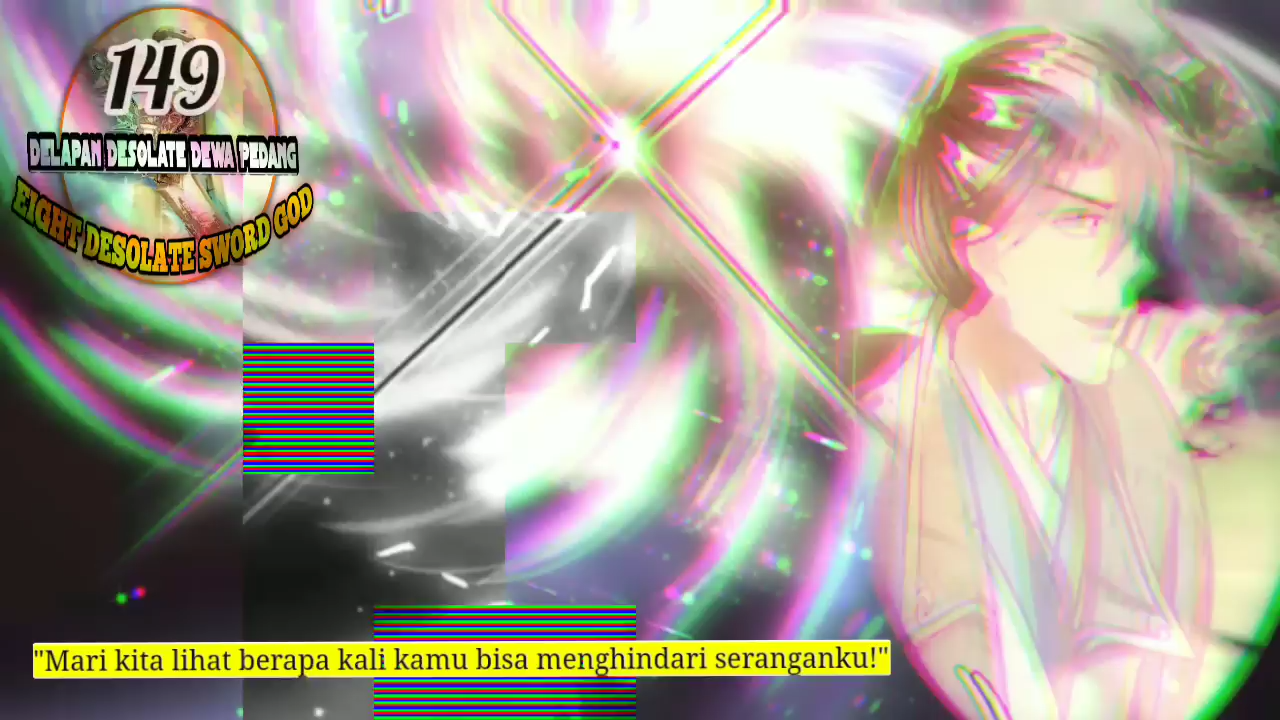 149
DELAPAN DESOLATE DEWA PEDANG
EIGHT DESOLATE SWORD GOD
"Mari kita lihat berapa kali kamu bisa menghindari seranganku!"